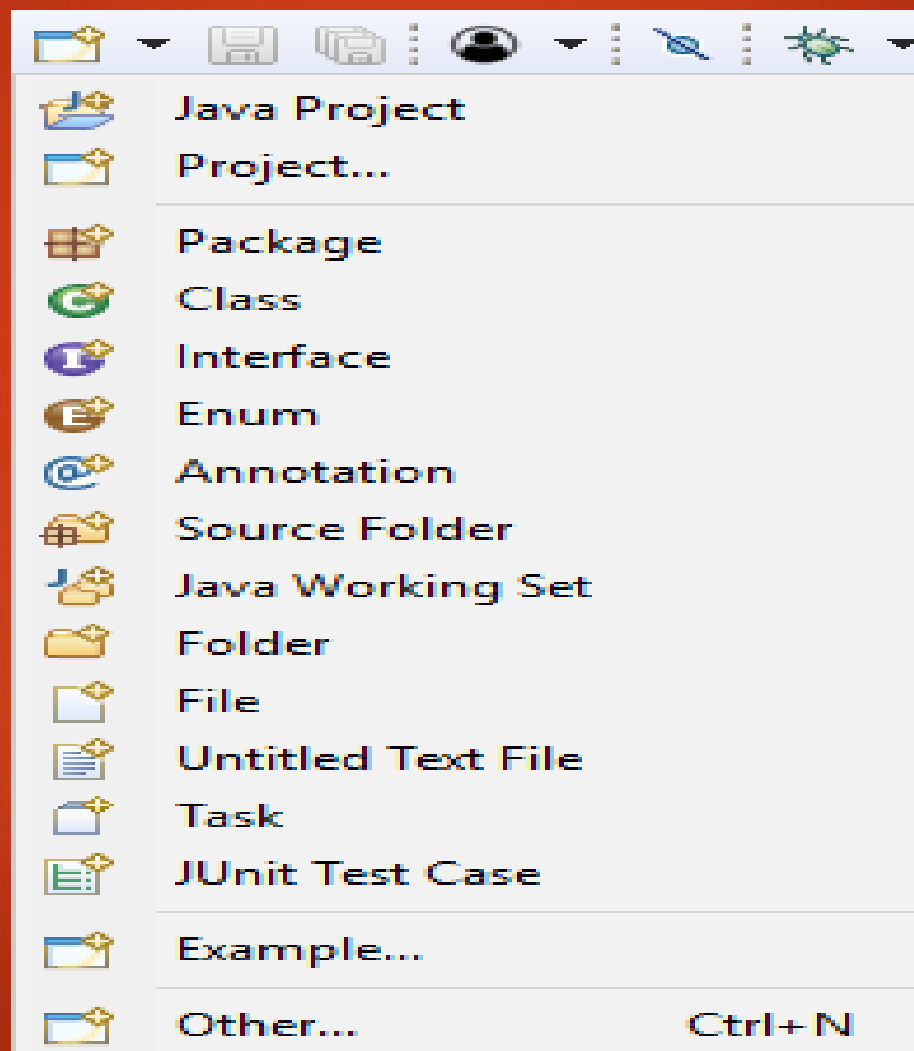 Java Project
Project...
Package
Class
Interface
Enum
Annotation
Source Folder
Java Working Set
Folder
File
Untitled Text File
Task
JUnit Test Case
Example...
Other... Ctrl+N